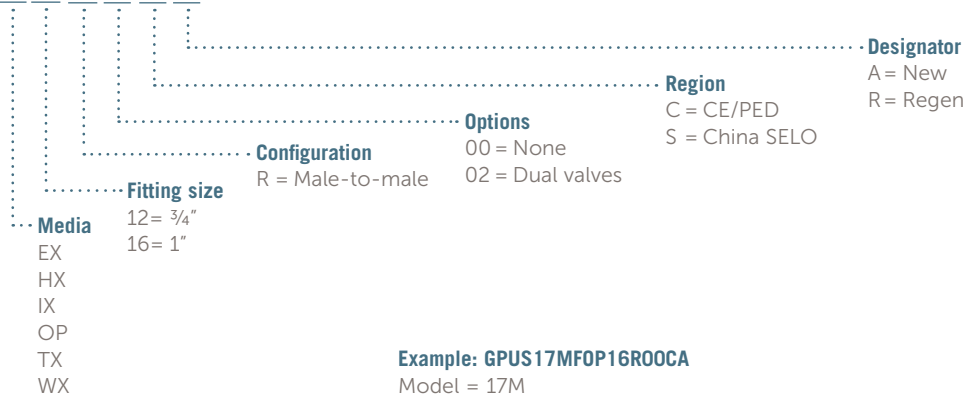 Designator
A = New
R = Regen
Region
C = CE/PED
S = China SELO
Options
00 = None
02 = Dual valves
Configuration
R = Male-to-male
Fitting size
12= ¾"
16= 1"
Media
EX
HX
IX
OP
TX
WX
Example: GPUS17MFOP16R00CA
Model = 17M